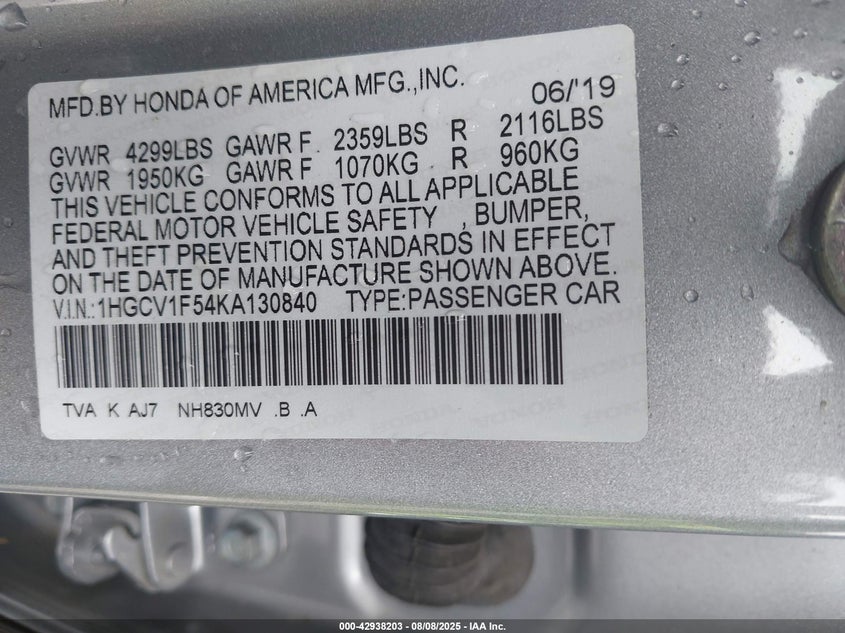 MFD.BY HONDA OF AMERICA MFG.,INC. 06/'19
GVWR 4299LBS GAWR F 2359LBS R 2116LBS
GVWR 1950KG GAWR F 1070KG R 960KG
THIS VEHICLE CONFORMS TO ALL APPLICABLE
FEDERAL MOTOR VEHICLE SAFETY , BUMPER,
AND THEFT PREVENTION STANDARDS IN EFFECT
ON THE DATE OF MANUFACTURE SHOWN ABOVE.
V.I.N.:1HGCV1F54KA130840 TYPE:PASSENGER CAR
TVA K AJ7 NH830MV .B .A
000-42938203 - 08/08/2025 - IAA Inc.